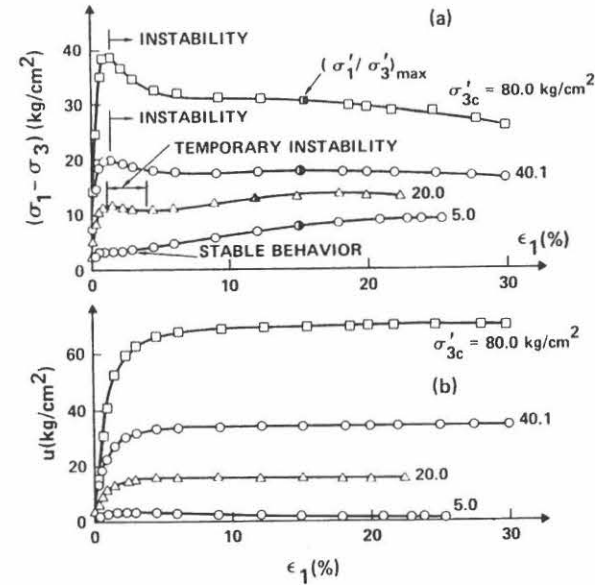 (a)
INSTABILITY
(σ₁ - σ₃) (kg/cm²)
40
30
20
10
0
(σ₁′/ σ₃′)max
σ₃c′ = 80.0 kg/cm²
INSTABILITY
TEMPORARY INSTABILITY
40.1
20.0
5.0
STABLE BEHAVIOR
ϵ₁(%)
0
10
20
30
σ₃c′ = 80.0 kg/cm²
(b)
u(kg/cm²)
60
40
20
0
40.1
20.0
5.0
0
10
20
30
ϵ₁(%)